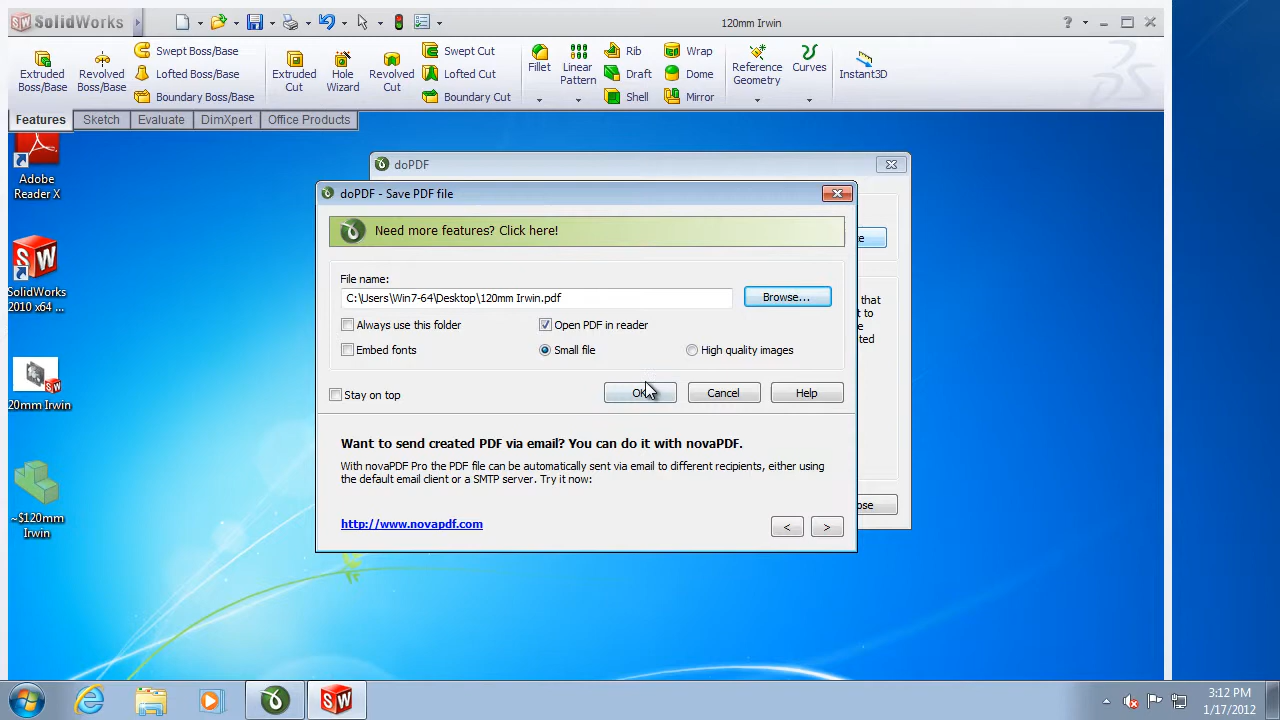 SolidWorks
120mm Irwin
?
Extruded Boss/Base
Revolved Boss/Base
Swept Boss/Base
Lofted Boss/Base
Boundary Boss/Base
Extruded Cut
Hole Wizard
Revolved Cut
Swept Cut
Lofted Cut
Boundary Cut
Fillet
Linear Pattern
Rib
Draft
Shell
Wrap
Dome
Mirror
Reference Geometry
Curves
Instant3D
Features
Sketch
Evaluate
DimXpert
Office Products
Adobe
Reader X
SolidWorks
2010 x64 ...
20mm Irwin
~$120mm
Irwin
doPDF
doPDF - Save PDF file
Need more features? Click here!
File name:
C:\Users\Win7-64\Desktop\120mm Irwin.pdf
Browse...
Always use this folder
Open PDF in reader
Embed fonts
Small file
High quality images
Stay on top
OK
Cancel
Help
Want to send created PDF via email? You can do it with novaPDF.
With novaPDF Pro the PDF file can be automatically sent via email to different recipients, either using
the default email client or a SMTP server. Try it now:
http://www.novapdf.com
<
>
that
to
3:12 PM
1/17/2012